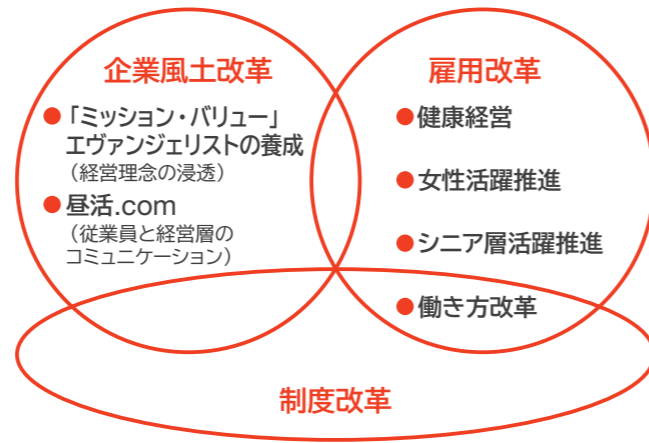 企業風土改革
●「ミッション・バリュー」
エヴァンジェリストの養成
（経営理念の浸透）
●昼活.com
（従業員と経営層の
コミュニケーション）
雇用改革
●健康経営
●女性活躍推進
●シニア層活躍推進
●働き方改革
制度改革